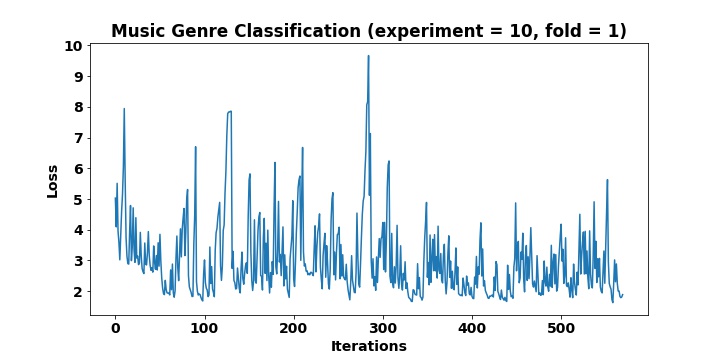 Music Genre Classification (experiment = 10, fold = 1)
10
9
8
7
6
5
4
3
2
Loss
0 100 200 300 400 500
Iterations